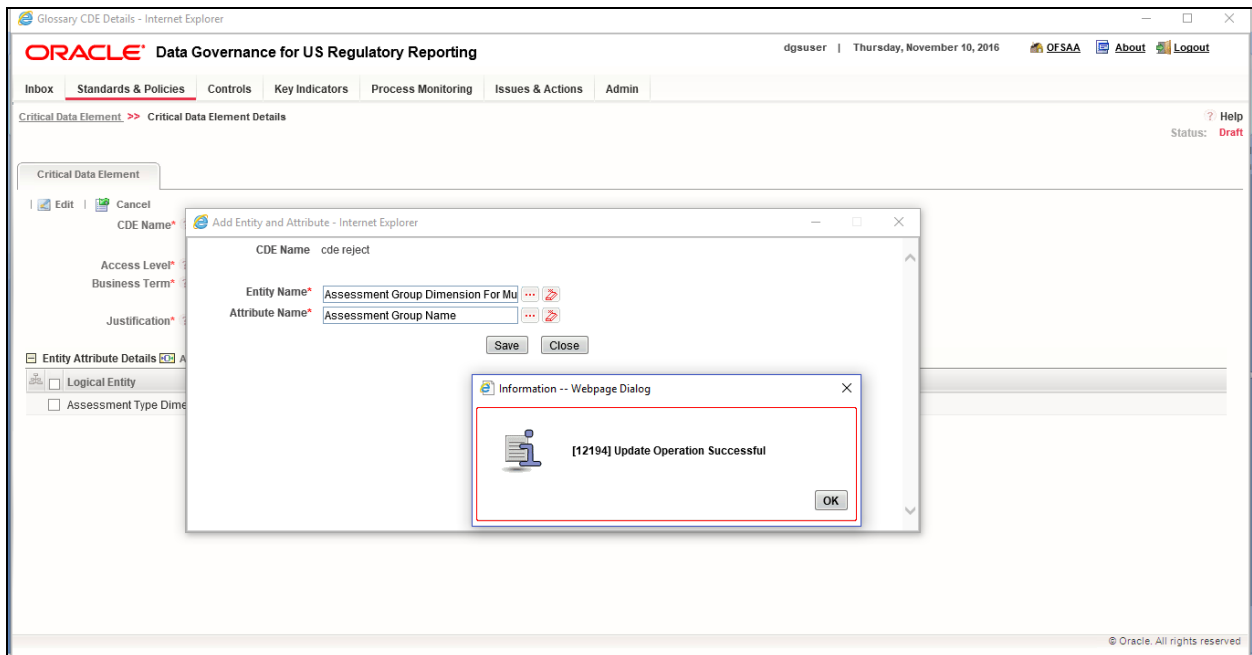 Glossary CDE Details - Internet Explorer
ORACLE® Data Governance for US Regulatory Reporting
dgsuser | Thursday, November 10, 2016 OFSAA About Logout
Inbox Standards & Policies Controls Key Indicators Process Monitoring Issues & Actions Admin
Critical Data Element >> Critical Data Element Details
? Help
Status: Draft
Critical Data Element
| Edit | Cancel
CDE Name*
Access Level* ?
Business Term* ?
Justification* ?
Entity Attribute Details A
Logical Entity
Assessment Type Dime
Add Entity and Attribute - Internet Explorer
CDE Name cde reject
Entity Name* Assessment Group Dimension For Mu ...
Attribute Name* Assessment Group Name ...
Save Close
Information -- Webpage Dialog
[12194] Update Operation Successful
OK
© Oracle. All rights reserved